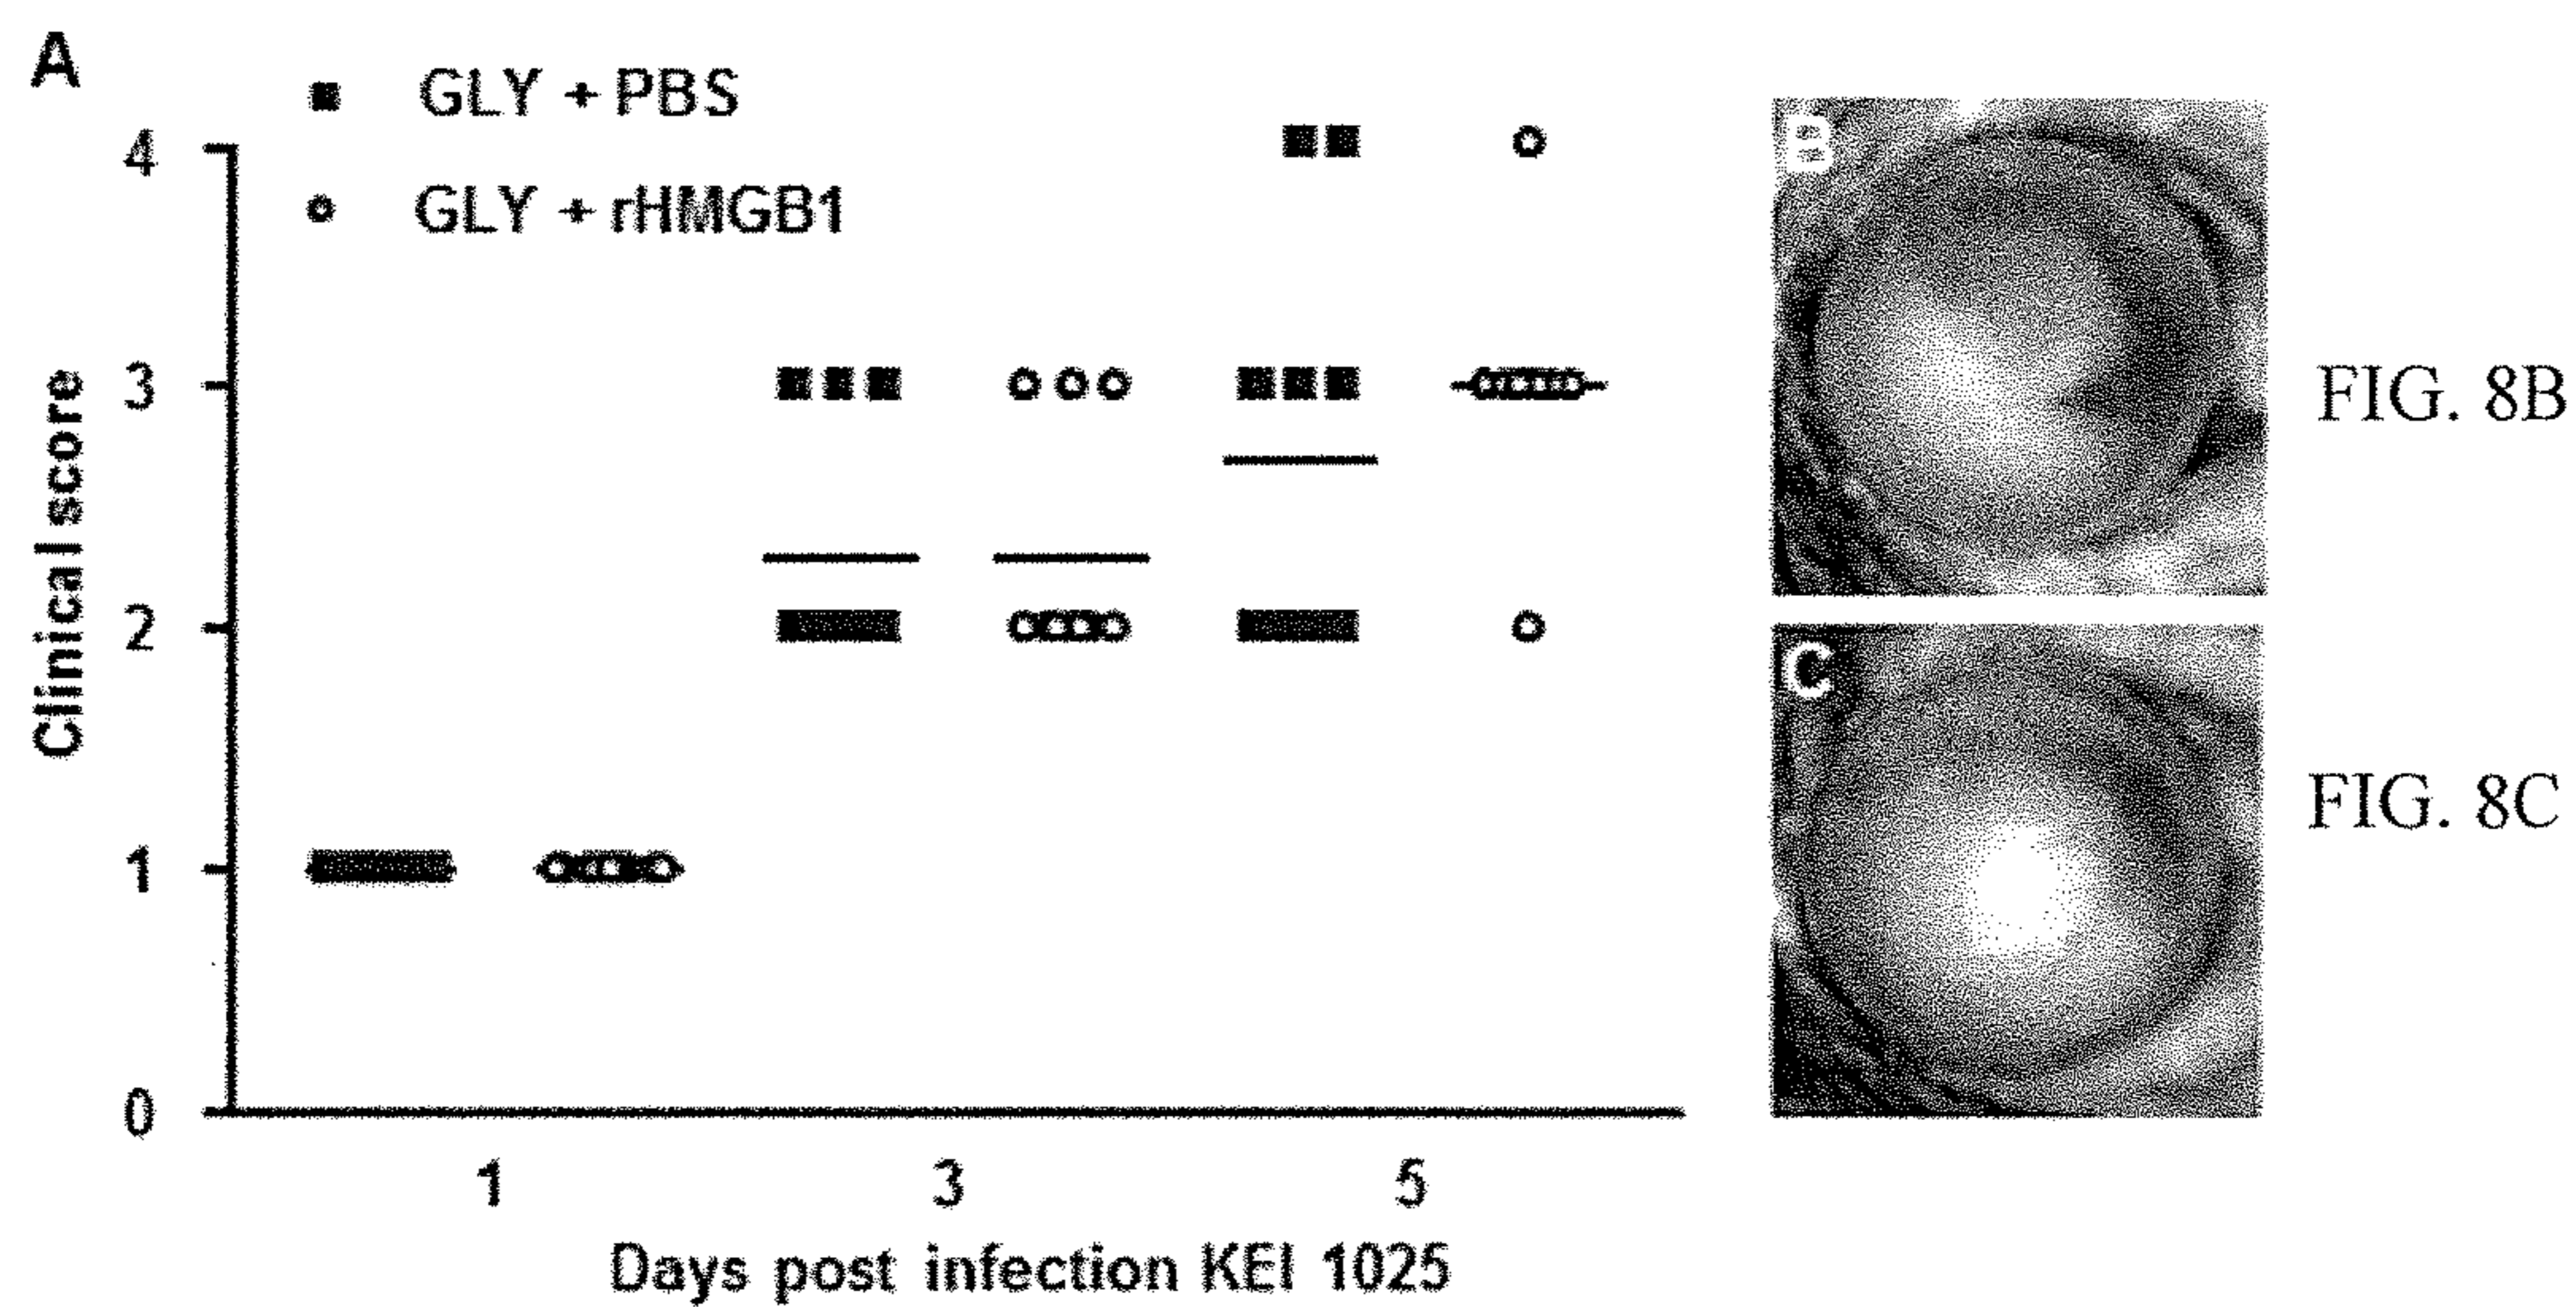 A
GLY + PBS
GLY + rHMGB1
Clinical score
4
3
2
1
0
1 3 5
Days post infection KEI 1025
B
FIG. 8B
C
FIG. 8C